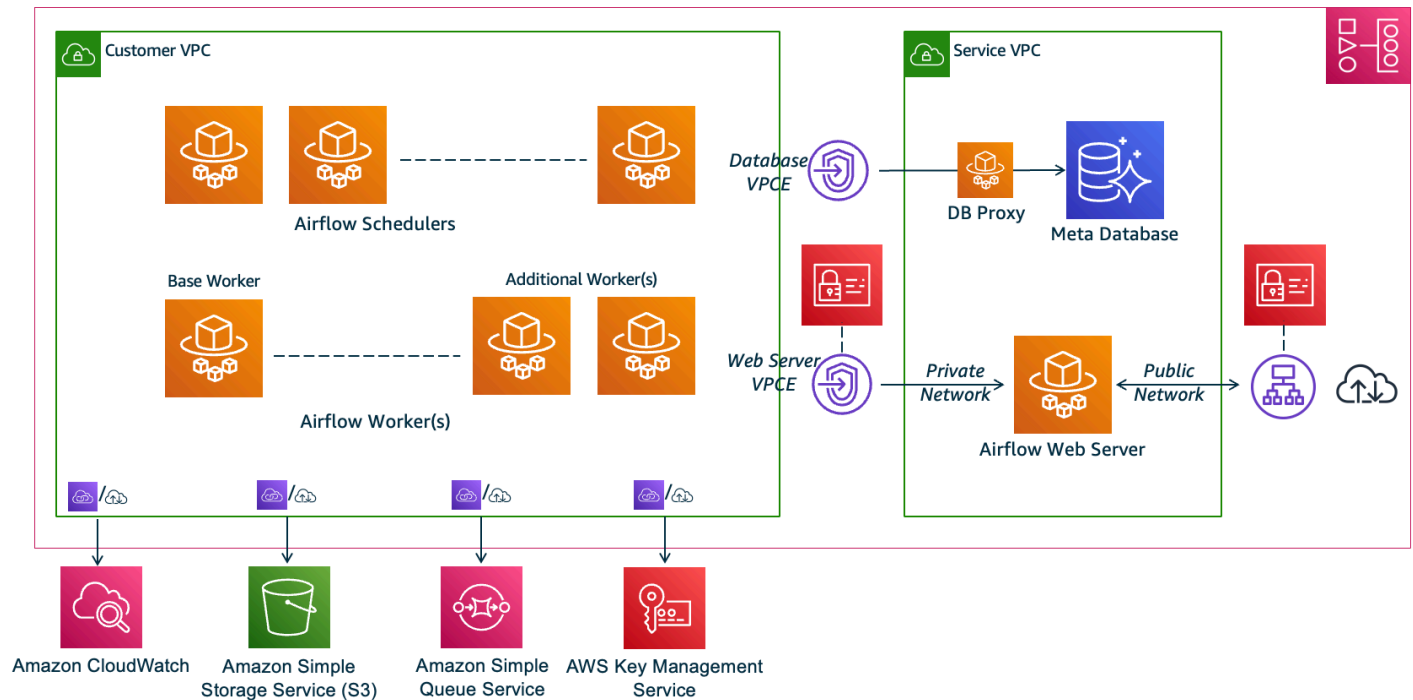 Customer VPC
Service VPC
Database
VPCE
DB Proxy
Meta Database
Airflow Schedulers
Base Worker
Additional Worker(s)
Web Server
VPCE
Private
Network
Public
Network
Airflow Worker(s)
Airflow Web Server
/
/
/
/
Amazon CloudWatch
Amazon Simple
Storage Service (S3)
Amazon Simple
Queue Service
AWS Key Management
Service